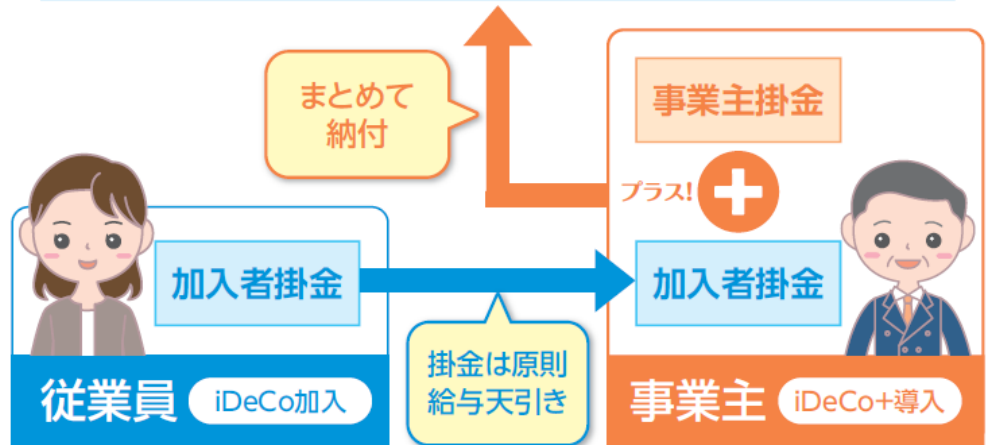 まとめて
納付
事業主掛金
プラス!
加入者掛金
加入者掛金
掛金は原則
給与天引き
従業員 iDeCo加入
事業主 iDeCo+導入